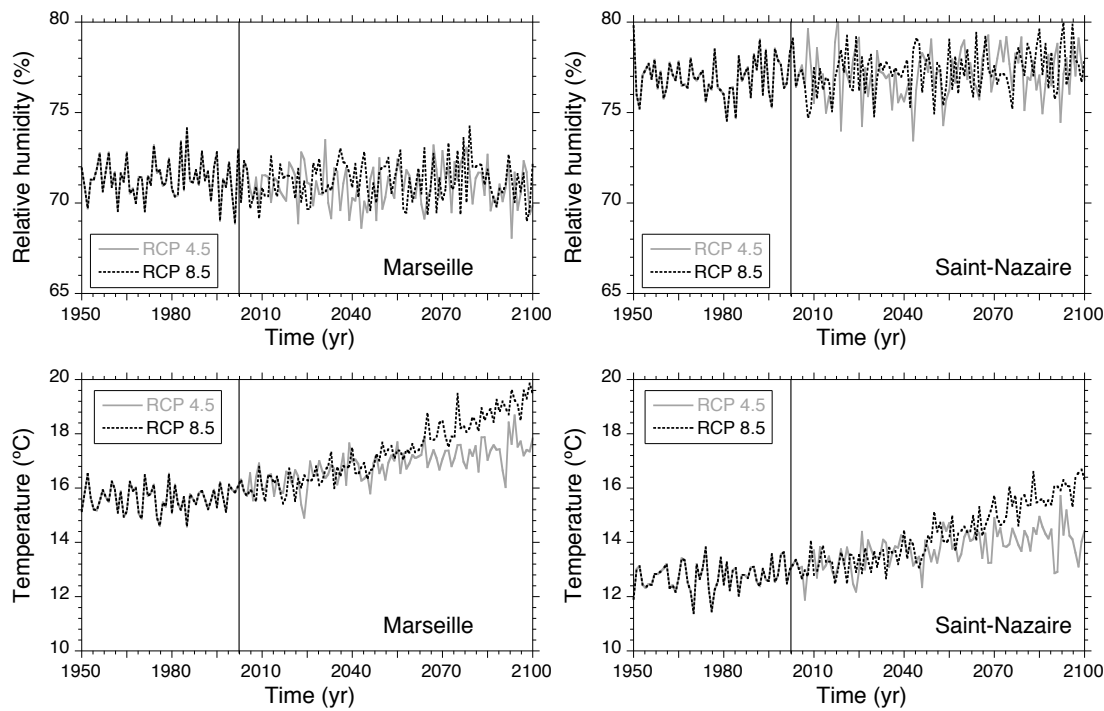 80
75
70
65
Relative humidity (%)
RCP 4.5
RCP 8.5
Marseille
1950 1980 2010 2040 2070 2100
Time (yr)
80
75
70
65
Relative humidity (%)
RCP 4.5
RCP 8.5
Saint-Nazaire
1950 1980 2010 2040 2070 2100
Time (yr)
20
18
16
14
12
10
Temperature (ºC)
RCP 4.5
RCP 8.5
Marseille
1950 1980 2010 2040 2070 2100
Time (yr)
20
18
16
14
12
10
Temperature (ºC)
RCP 4.5
RCP 8.5
Saint-Nazaire
1950 1980 2010 2040 2070 2100
Time (yr)